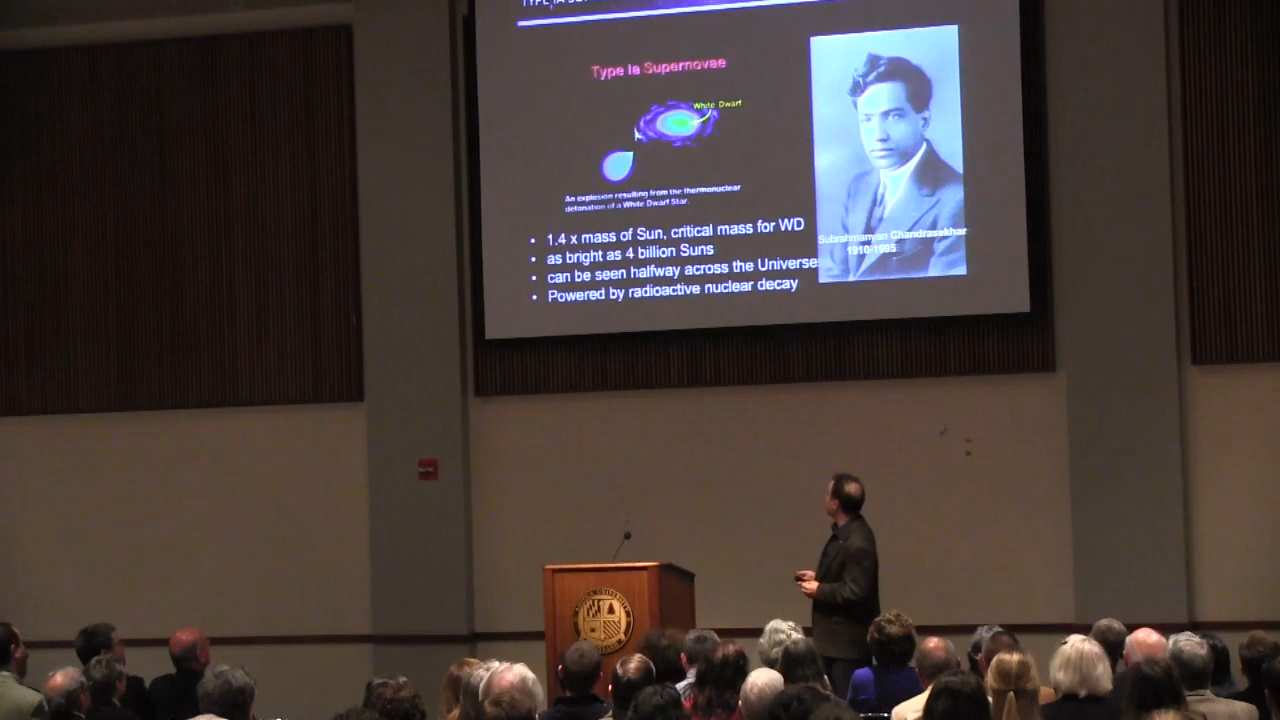 TYPE IA
Type Ia Supernovae
White Dwarf
An explosion resulting from the thermonuclear
detonation of a White Dwarf Star.
• 1.4 x mass of Sun, critical mass for WD
• as bright as 4 billion Suns
• can be seen halfway across the Universe
• Powered by radioactive nuclear decay
Subrahmanyan Chandrasekhar
1910-1995